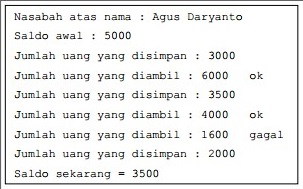 Nasabah atas nama : Agus Daryanto
Saldo awal : 5000
Jumlah uang yang disimpan : 3000
Jumlah uang yang diambil : 6000 ok
Jumlah uang yang disimpan : 3500
Jumlah uang yang diambil : 4000 ok
Jumlah uang yang diambil : 1600 gagal
Jumlah uang yang disimpan : 2000
Saldo sekarang = 3500